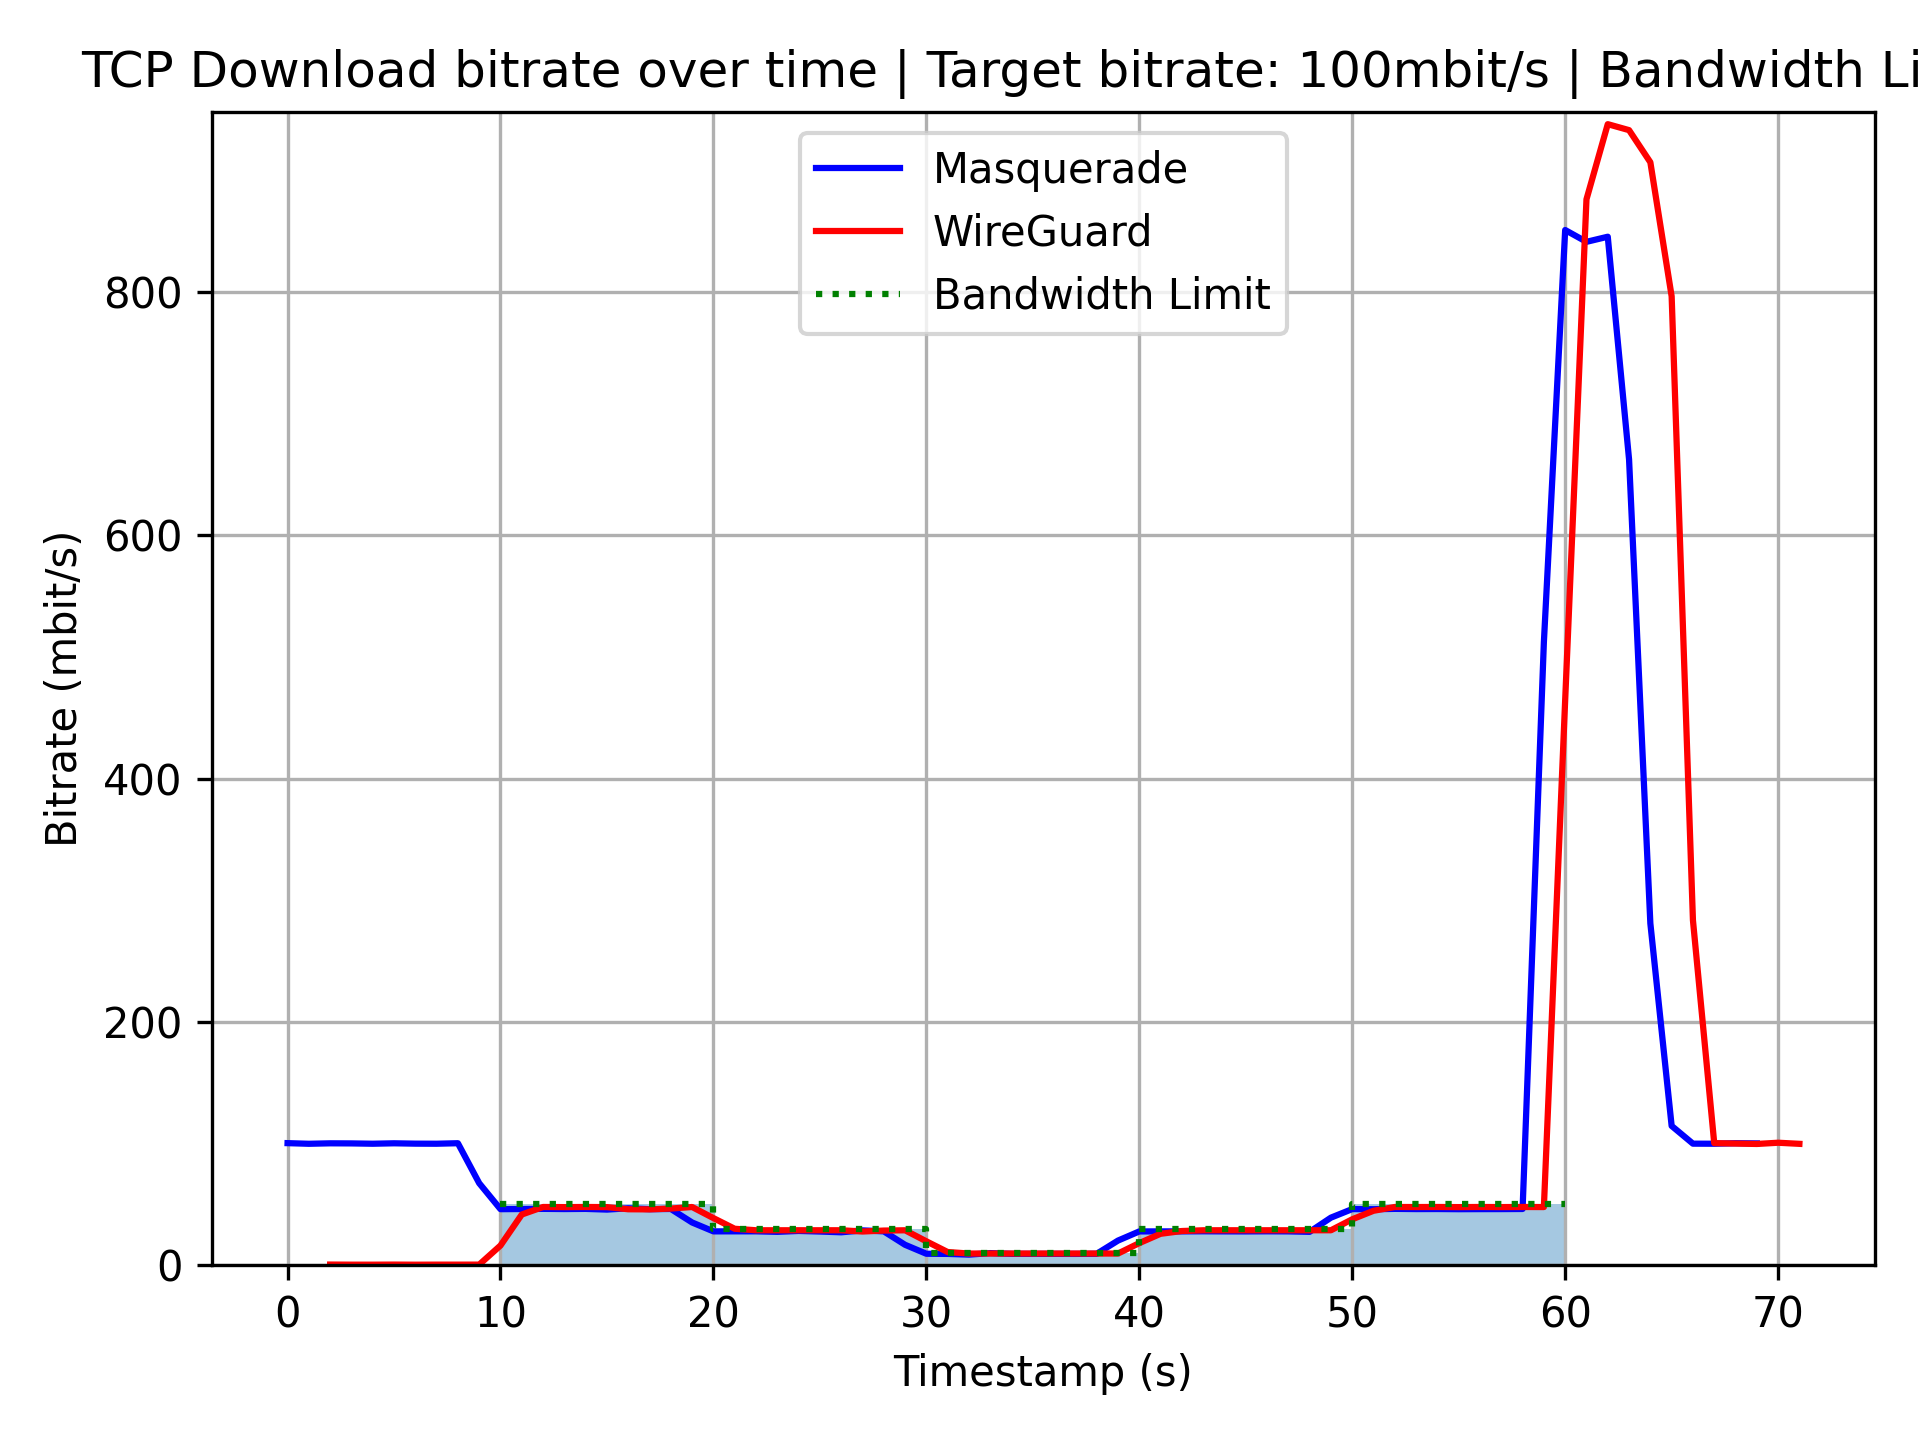 TCP Download bitrate over time | Target bitrate: 100mbit/s | Bandwidth Li
Masquerade
WireGuard
Bandwidth Limit
800
600
400
200
0
Bitrate (mbit/s)
0 10 20 30 40 50 60 70
Timestamp (s)